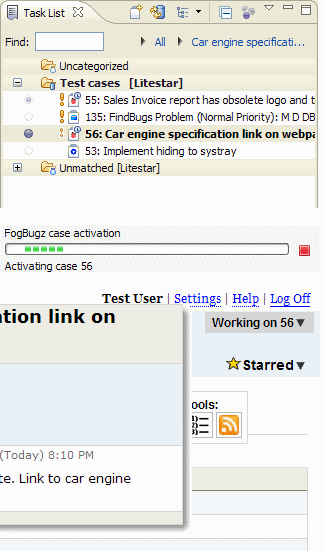 Task List
Find:
All
Car engine specificati...
Uncategorized
Test cases [Litestar]
55: Sales Invoice report has obsolete logo and t
135: FindBugs Problem (Normal Priority): M D DB
56: Car engine specification link on webpa
53: Implement hiding to systray
Unmatched [Litestar]
FogBugz case activation
Activating case 56
Test User | Settings | Help | Log Off
ation link on
Working on 56
Starred
ools:
(Today) 8:10 PM
te. Link to car engine